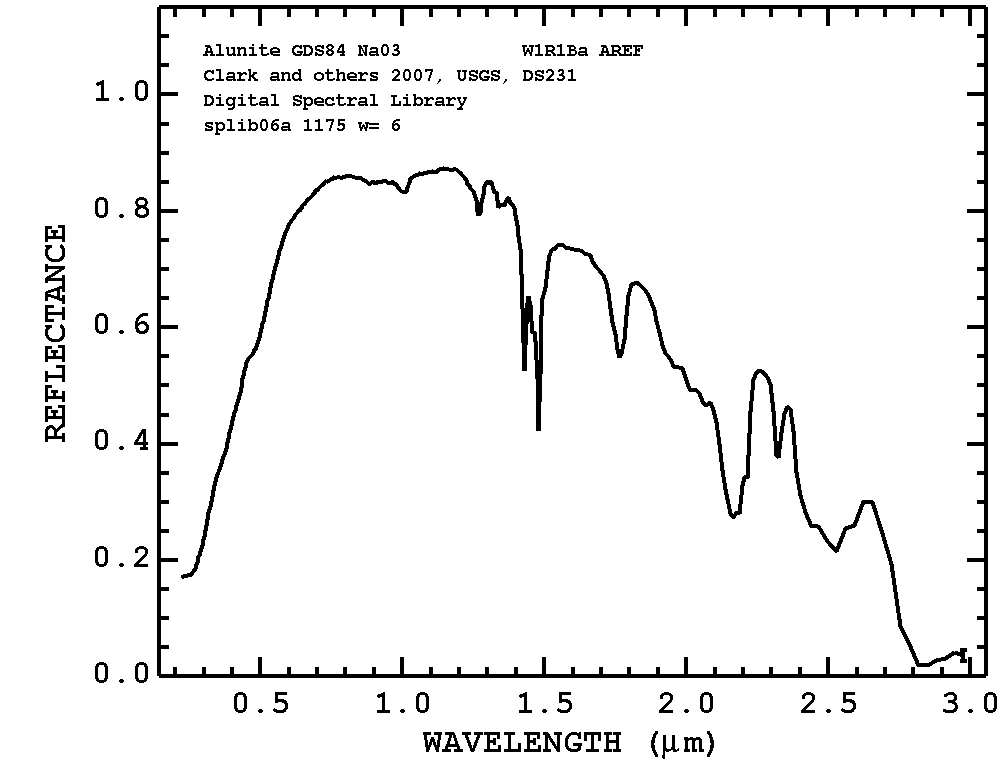 Alunite GDS84 Na03 W1R1Ba AREF
Clark and others 2007, USGS, DS231
Digital Spectral Library
splib06a 1175 w= 6
1.0
0.8
0.6
0.4
0.2
0.0
REFLECTANCE
0.5 1.0 1.5 2.0 2.5 3.0
WAVELENGTH (μm)